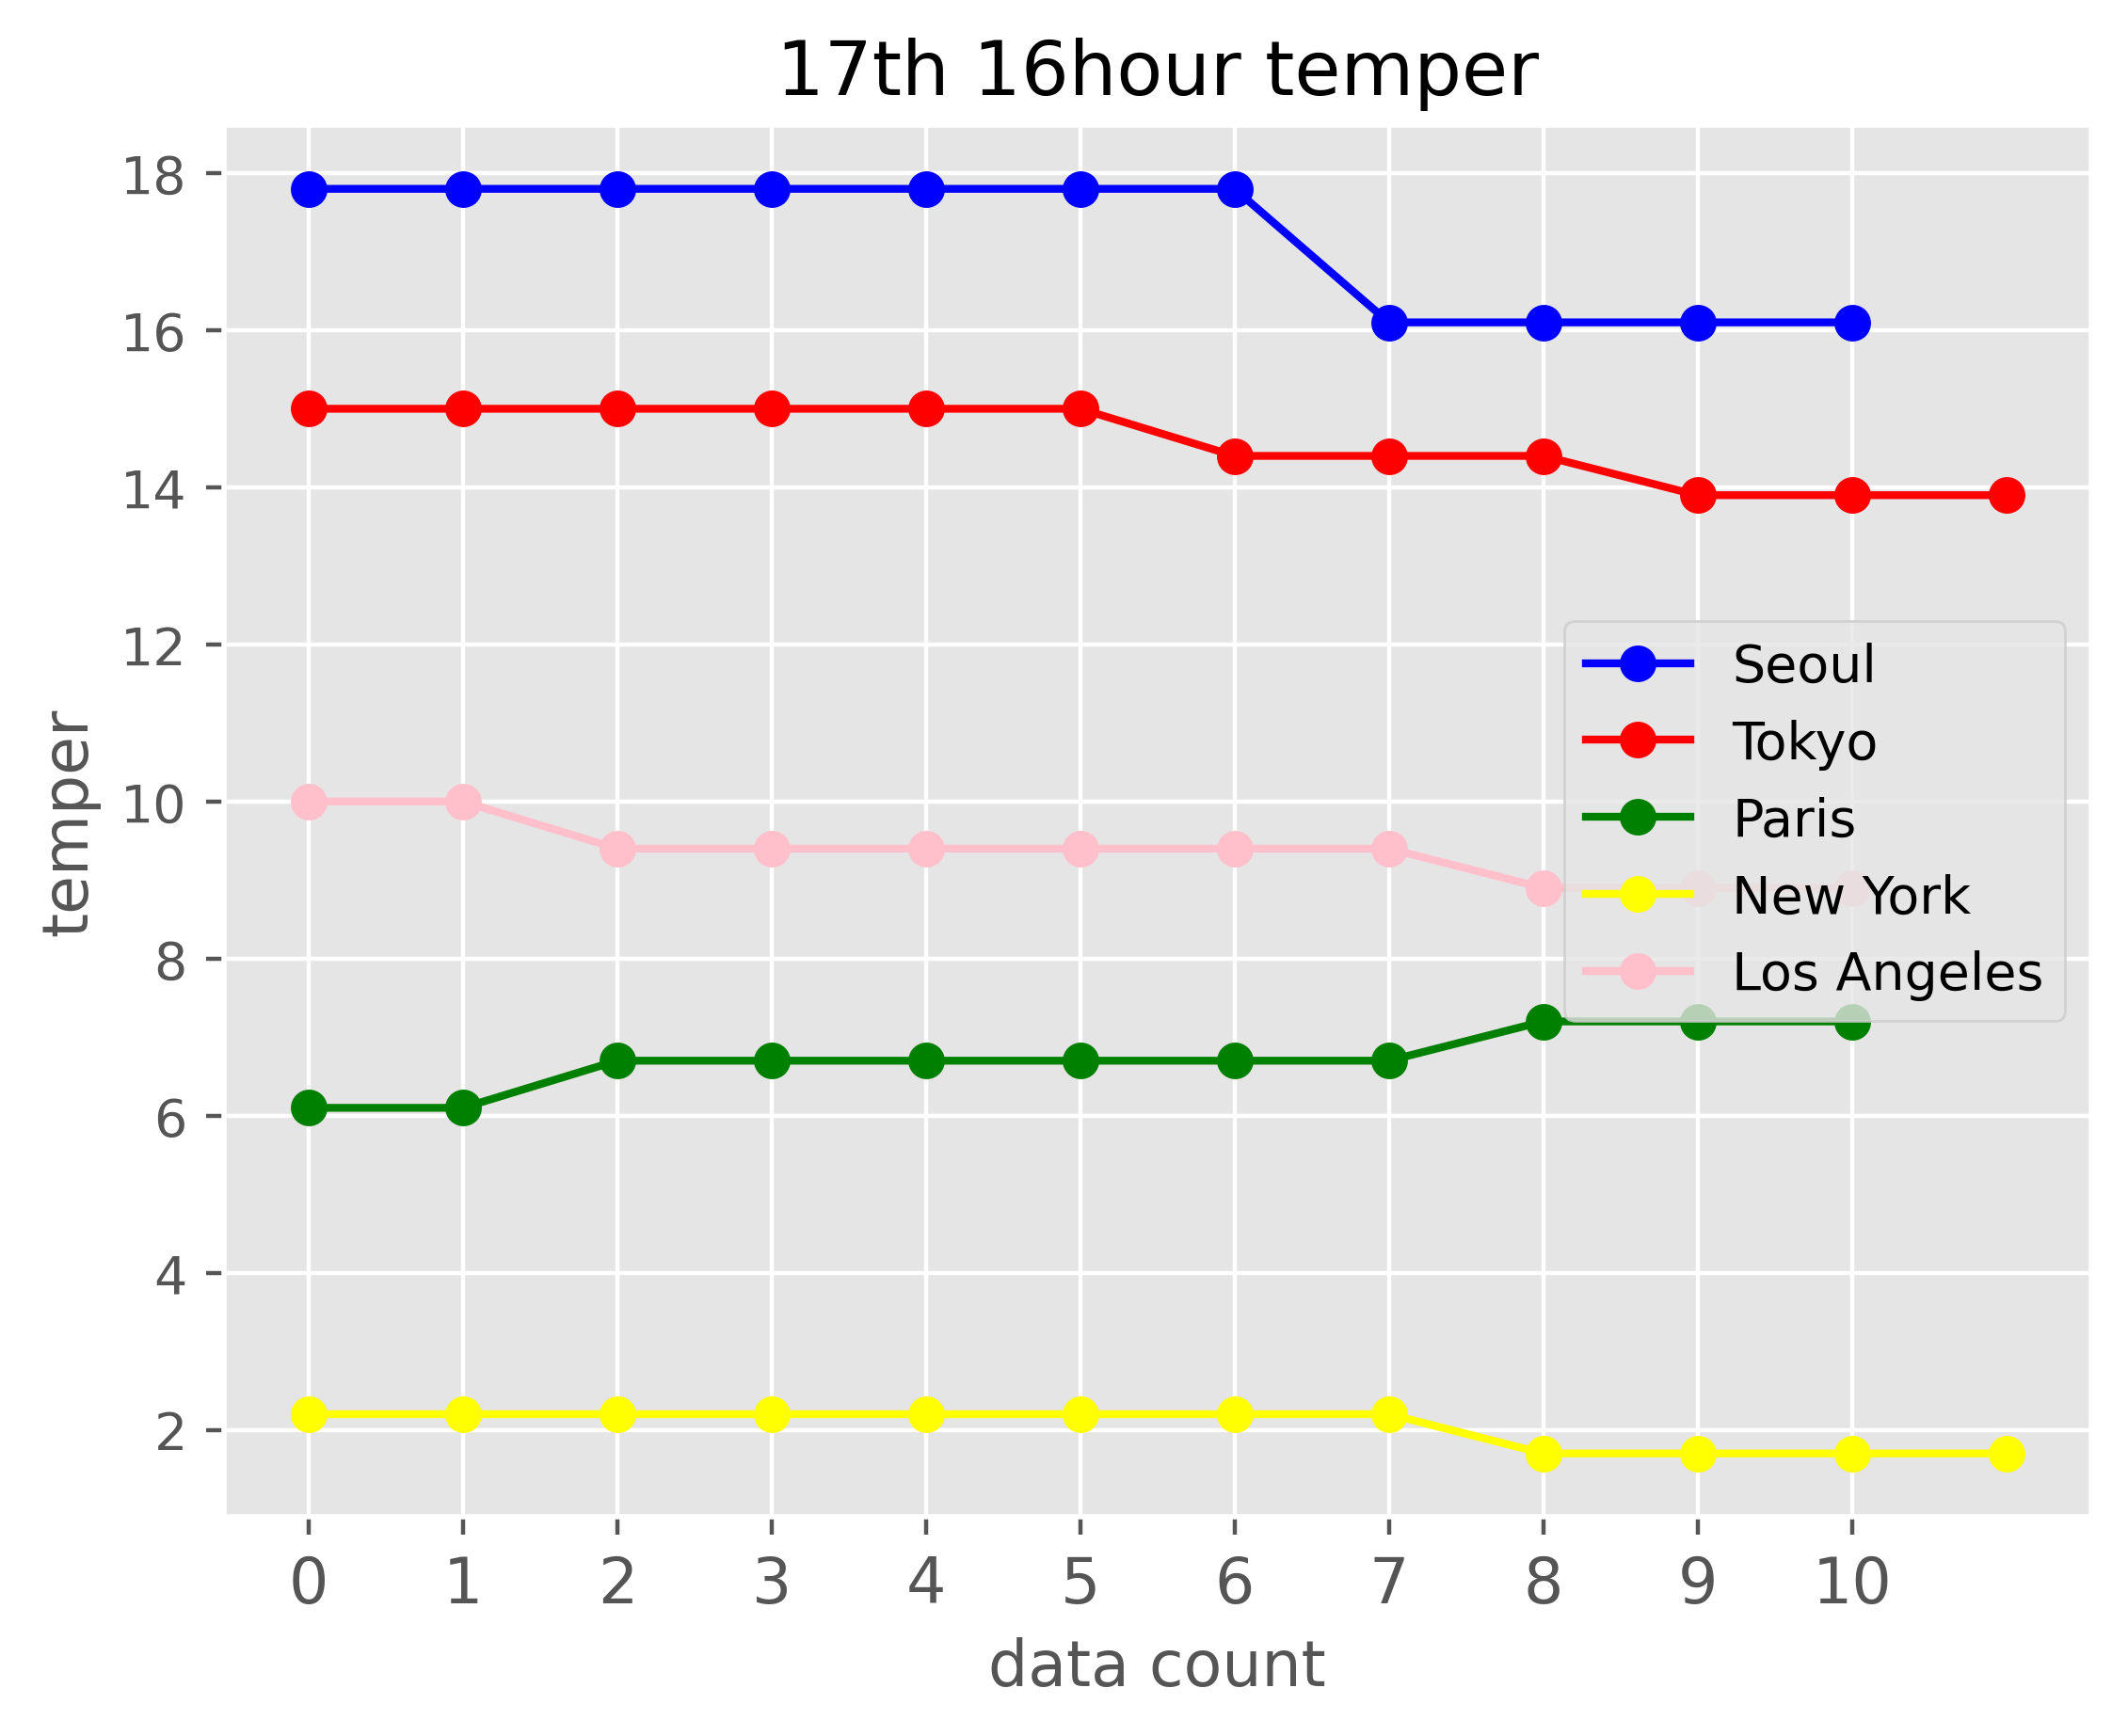 17th 16hour temper
18
16
14
12
10
8
6
4
2
temper
Seoul
Tokyo
Paris
New York
Los Angeles
0 1 2 3 4 5 6 7 8 9 10
data count